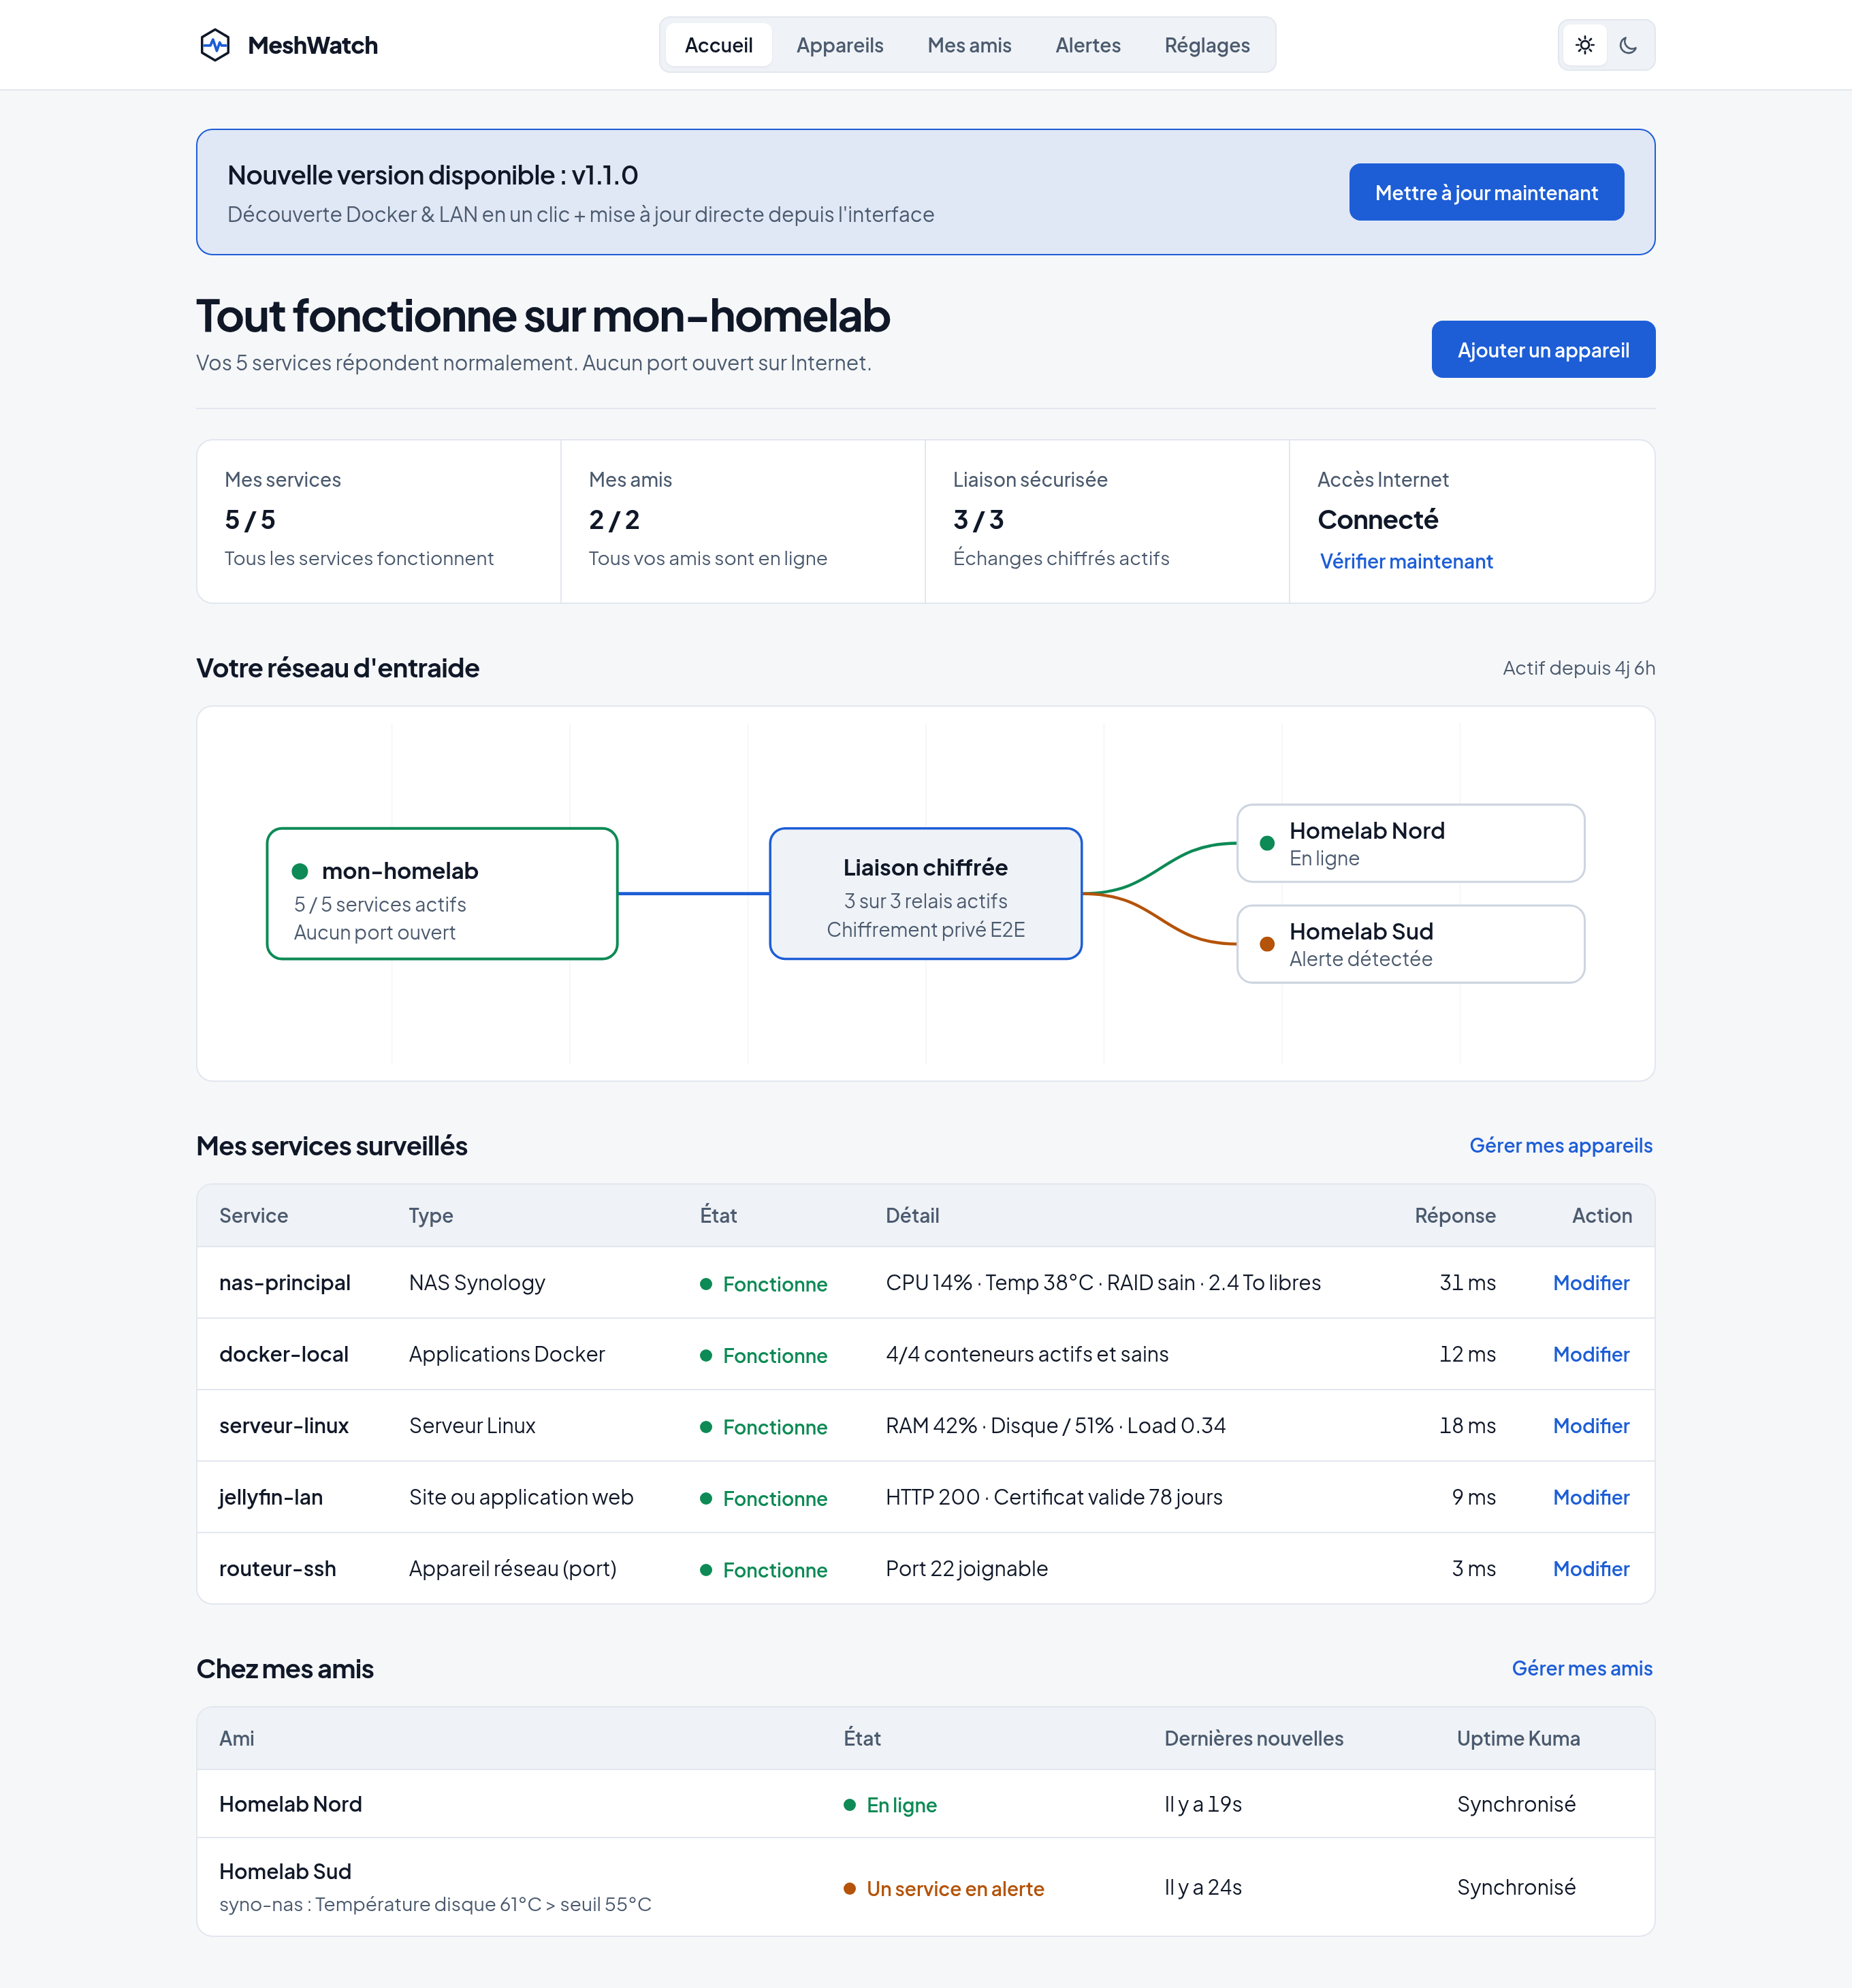 MeshWatch
Accueil
Appareils
Mes amis
Alertes
Réglages
Nouvelle version disponible : v1.1.0
Découverte Docker & LAN en un clic + mise à jour directe depuis l'interface
Mettre à jour maintenant
Tout fonctionne sur mon-homelab
Vos 5 services répondent normalement. Aucun port ouvert sur Internet.
Ajouter un appareil
Mes services
5 / 5
Tous les services fonctionnent
Mes amis
2 / 2
Tous vos amis sont en ligne
Liaison sécurisée
3 / 3
Échanges chiffrés actifs
Accès Internet
Connecté
Vérifier maintenant
Votre réseau d'entraide
Actif depuis 4j 6h
mon-homelab
5 / 5 services actifs
Aucun port ouvert
Liaison chiffrée
3 sur 3 relais actifs
Chiffrement privé E2E
Homelab Nord
En ligne
Homelab Sud
Alerte détectée
Mes services surveillés
Gérer mes appareils
Service Type État Détail Réponse Action
nas-principal NAS Synology Fonctionne CPU 14% · Temp 38°C · RAID sain · 2.4 To libres 31 ms Modifier
docker-local Applications Docker Fonctionne 4/4 conteneurs actifs et sains 12 ms Modifier
serveur-linux Serveur Linux Fonctionne RAM 42% · Disque / 51% · Load 0.34 18 ms Modifier
jellyfin-lan Site ou application web Fonctionne HTTP 200 · Certificat valide 78 jours 9 ms Modifier
routeur-ssh Appareil réseau (port) Fonctionne Port 22 joignable 3 ms Modifier
Chez mes amis
Gérer mes amis
Ami État Dernières nouvelles Uptime Kuma
Homelab Nord En ligne Il y a 19s Synchronisé
Homelab Sud Un service en alerte Il y a 24s Synchronisé
syno-nas : Température disque 61°C > seuil 55°C